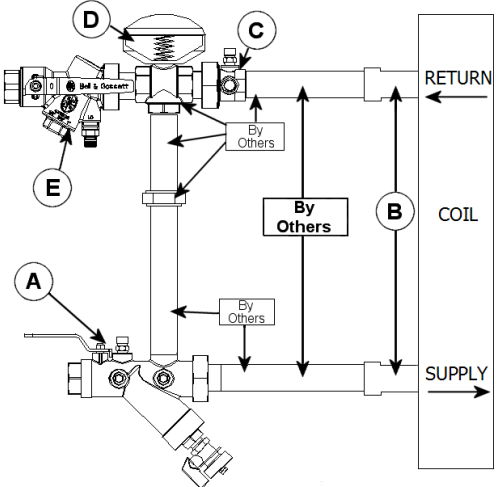 D
C
Bell & Gossett
RETURN
By
Others
E
By
Others
B
COIL
A
By
Others
SUPPLY